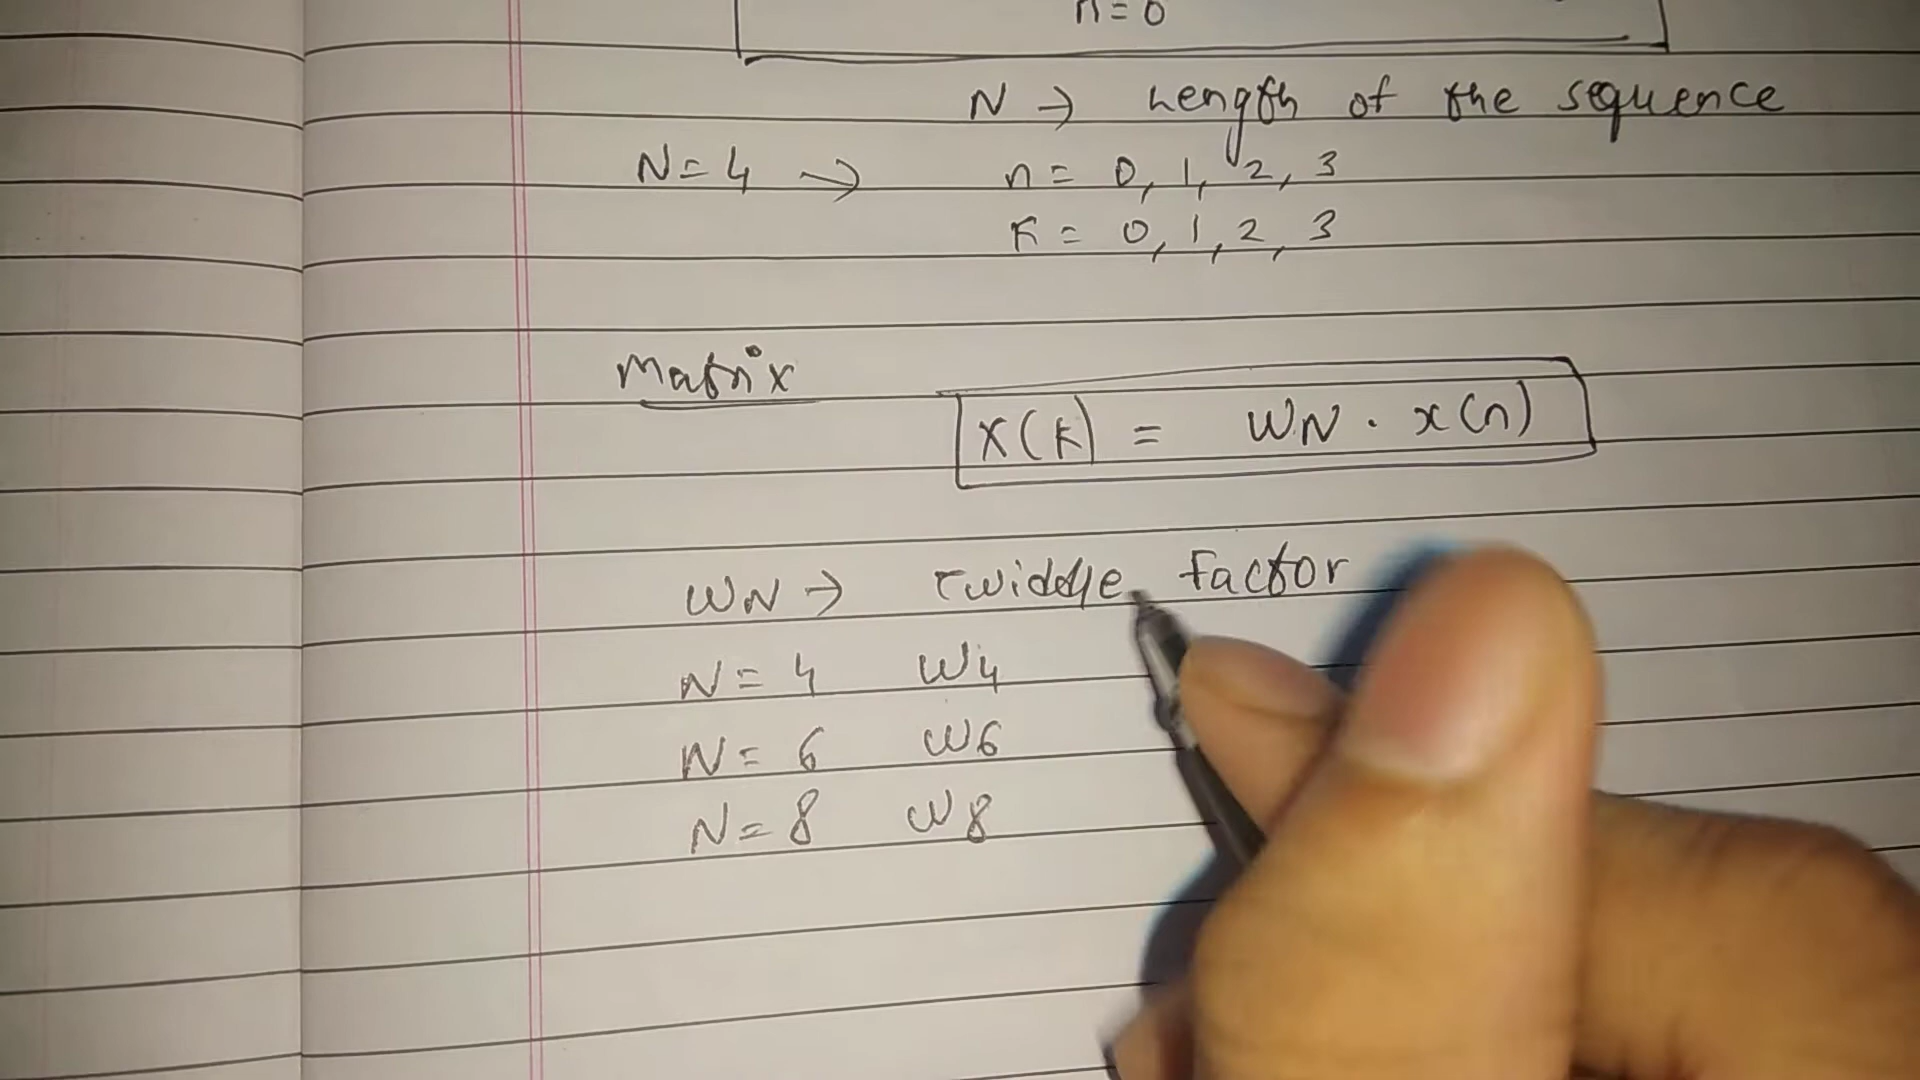 n = 0
N → Length of the sequence
N = 4 → n = 0, 1, 2, 3
K = 0, 1, 2, 3
Matrix
X(K) = WN . x(n)
WN → Twiddle factor
N = 4 W4
N = 6 W6
N = 8 W8